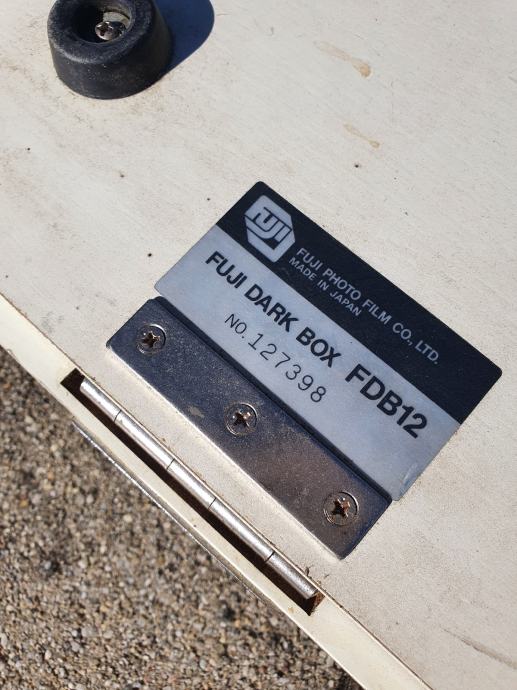 FUJI
FUJI PHOTO FILM CO., LTD.
MADE IN JAPAN
FUJI DARK BOX FDB12
NO. 127398